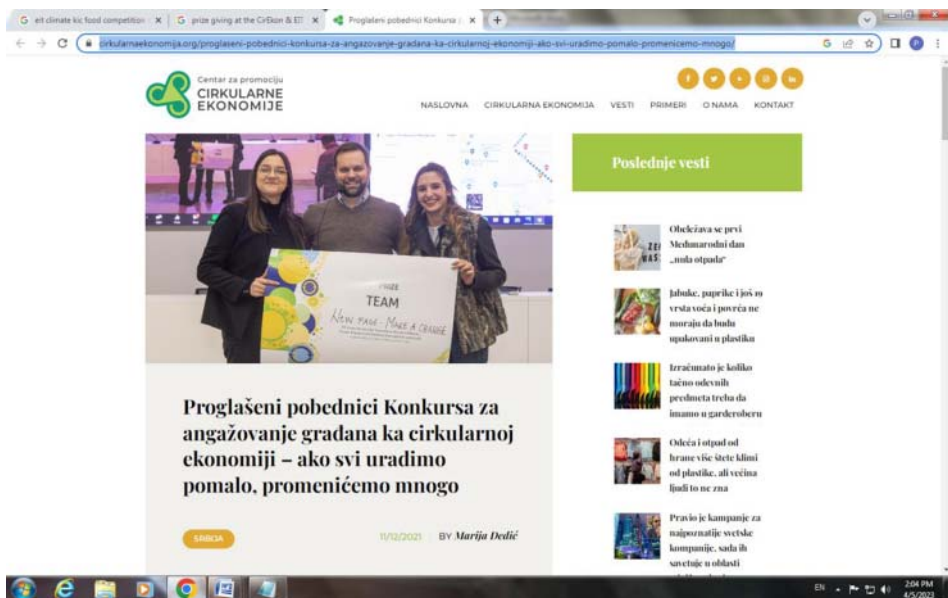 eit climate kic food competition
prize giving at the CirEkon & EIT
Proglašeni pobednici Konkursa
cirkularnaekonomija.org/proglaseni-pobednici-konkursa-za-angazovanje-gradana-ka-cirkularnoj-ekonomiji-ako-svi-uradimo-pomalo-promenicemo-mnogo/
Centar za promociju
CIRKULARNE
EKONOMIJE
NASLOVNA CIRKULARNA EKONOMIJA VESTI PRIMERI O NAMA KONTAKT
PRIZE
TEAM
NEW PAGE - MAKE A CHANGE
Proglašeni pobednici Konkursa za
angažovanje građana ka cirkularnoj
ekonomiji – ako svi uradimo
pomalo, promenićemo mnogo
SRBIJA
11/12/2021 BY Marija Dedić
Poslednje vesti
Obeležava se prvi
Međunarodni dan
„nula otpada“
Jabuke, paprike i još 19
vrsta voća i povrća ne
moraju da budu
upakovani u plastiku
Izračunato je koliko
tačno odevnih
predmeta treba da
imamo u garderoberu
Odeća i otpad od
hrane više štete klimi
od plastike, ali većina
ljudi to ne zna
Pravio je kampanje za
najpoznatije svetske
kompanije, sada ih
savetuje u oblasti
EN
2:04 PM
4/5/2023